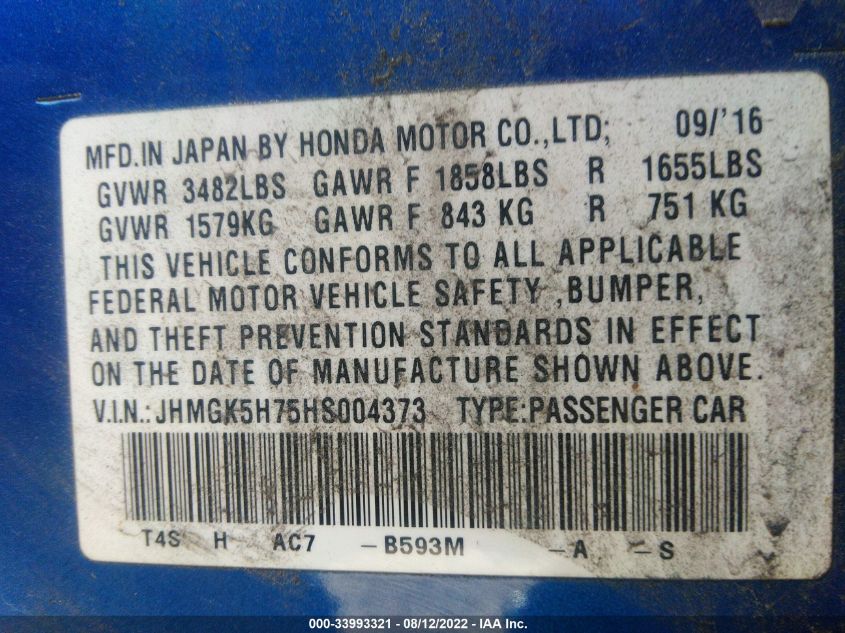 MFD.IN JAPAN BY HONDA MOTOR CO.,LTD; 09/'16
GVWR 3482LBS GAWR F 1858LBS R 1655LBS
GVWR 1579KG GAWR F 843 KG R 751 KG
THIS VEHICLE CONFORMS TO ALL APPLICABLE
FEDERAL MOTOR VEHICLE SAFETY ,BUMPER,
AND THEFT PREVENTION STANDARDS IN EFFECT
ON THE DATE OF MANUFACTURE SHOWN ABOVE.
V.I.N.:JHMGK5H75HS004373 TYPE:PASSENGER CAR
T4S H AC7 -B593M -A -S
000-33993321 - 08/12/2022 - IAA Inc.